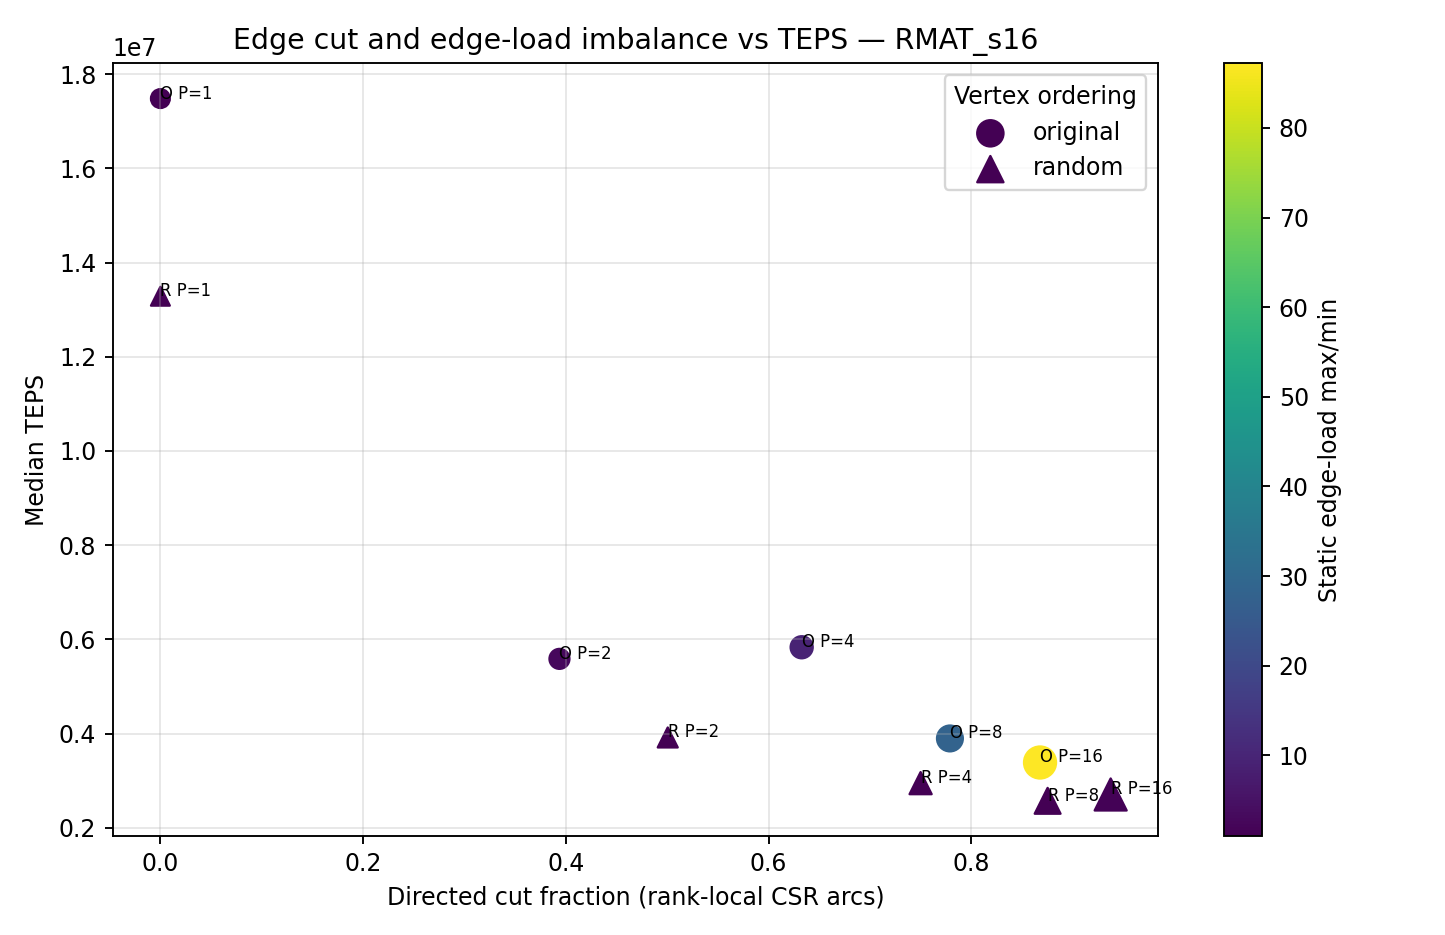 Edge cut and edge-load imbalance vs TEPS — RMAT_s16
1e7
1.8
1.6
1.4
1.2
1.0
0.8
0.6
0.4
0.2
Median TEPS
O P=1
R P=1
O P=2
O P=4
R P=2
O P=8
O P=16
R P=4
R P=8
R P=16
Vertex ordering
original
random
0.0
0.2
0.4
0.6
0.8
Directed cut fraction (rank-local CSR arcs)
80
70
60
50
40
30
20
10
Static edge-load max/min